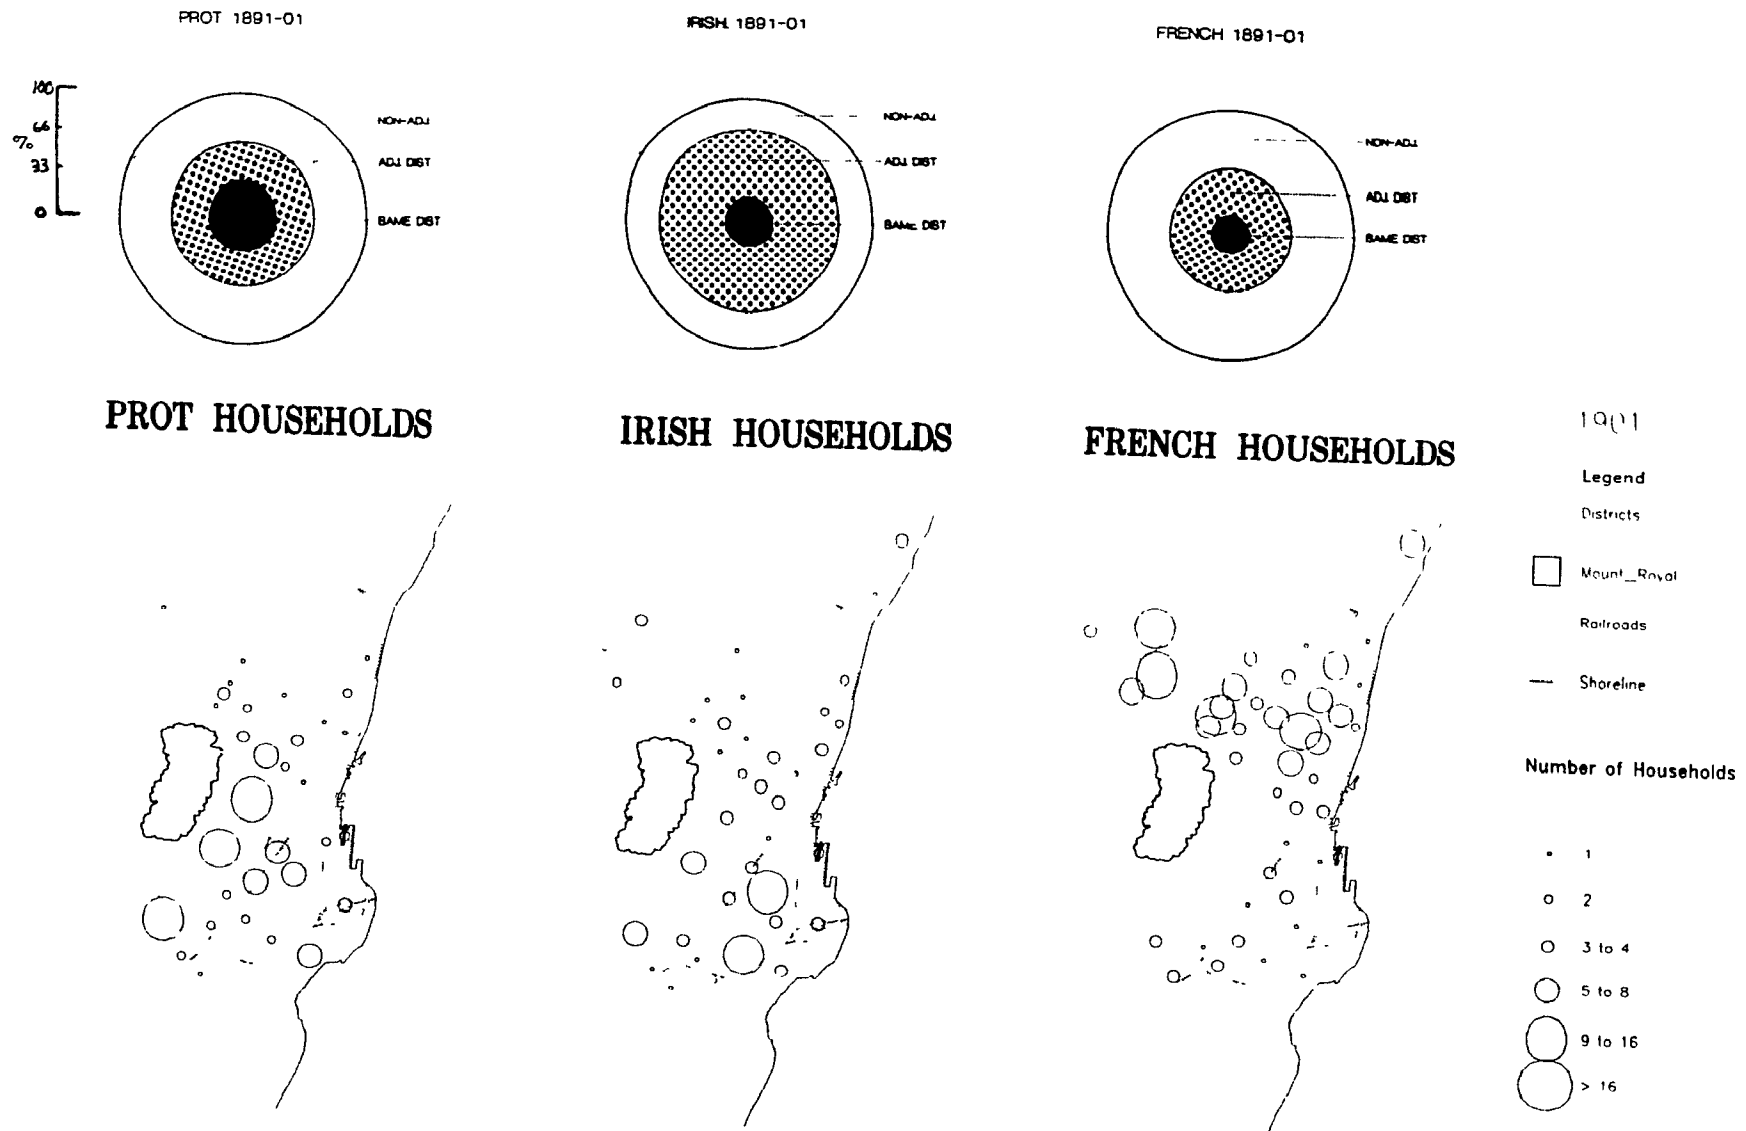 PROT 1891-01
IRISH 1891-01
FRENCH 1891-01
100
66
%
33
0
NON-ADJ
ADJ DIST
SAME DIST
NON-ADJ
ADJ DIST
SAME DIST
NON-ADJ
ADJ DIST
SAME DIST
PROT HOUSEHOLDS
IRISH HOUSEHOLDS
FRENCH HOUSEHOLDS
1901
Legend
Districts
Mount_Royal
Railroads
Shoreline
Number of Households
1
2
3 to 4
5 to 8
9 to 16
> 16